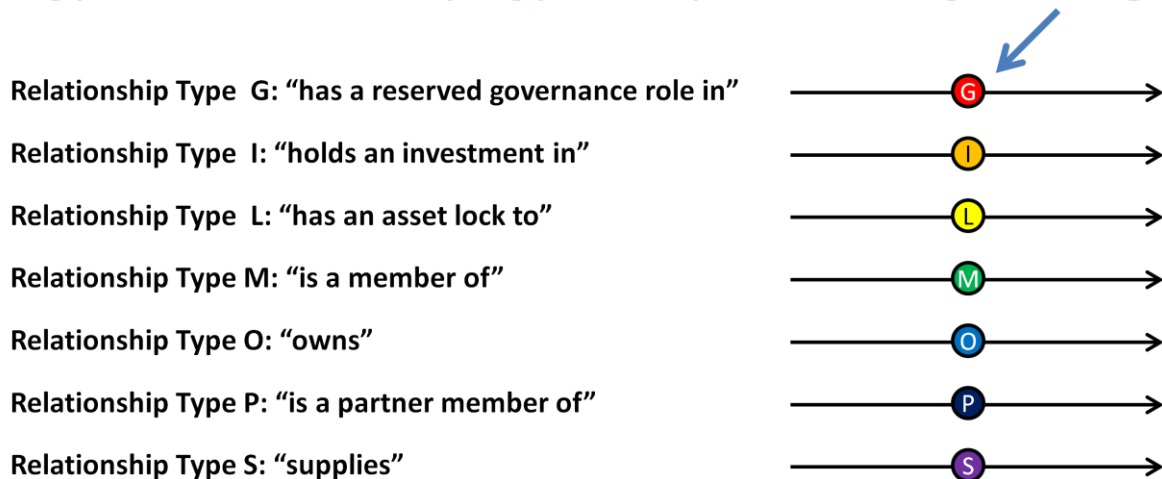 Relationship Type G: “has a reserved governance role in” G
Relationship Type I: “holds an investment in” I
Relationship Type L: “has an asset lock to” L
Relationship Type M: “is a member of” M
Relationship Type O: “owns” O
Relationship Type P: “is a partner member of” P
Relationship Type S: “supplies” S